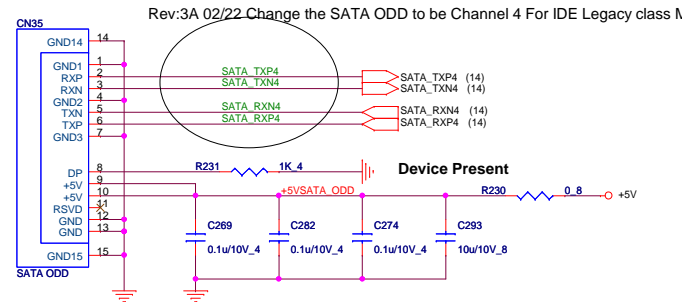 Rev:3A 02/22 Change the SATA ODD to be Channel 4 For IDE Legacy class
CN35
GND14 14
GND1 1
RXP 2 SATA_TXP4 SATA_TXP4 (14)
RXN 3 SATA_TXN4 SATA_TXN4 (14)
GND2 4
TXN 5 SATA_RXN4 SATA_RXN4 (14)
TXP 6 SATA_RXP4 SATA_RXP4 (14)
GND3 7
Device Present
DP 8 R231 1K_4
+5V 9
+5V 10 +5VSATA_ODD R230 0_8 +5V
RSVD 11
GND 12
GND 13
C269 C282 C274 C293
0.1u/10V_4 0.1u/10V_4 0.1u/10V_4 10u/10V_8
GND15 15
SATA ODD